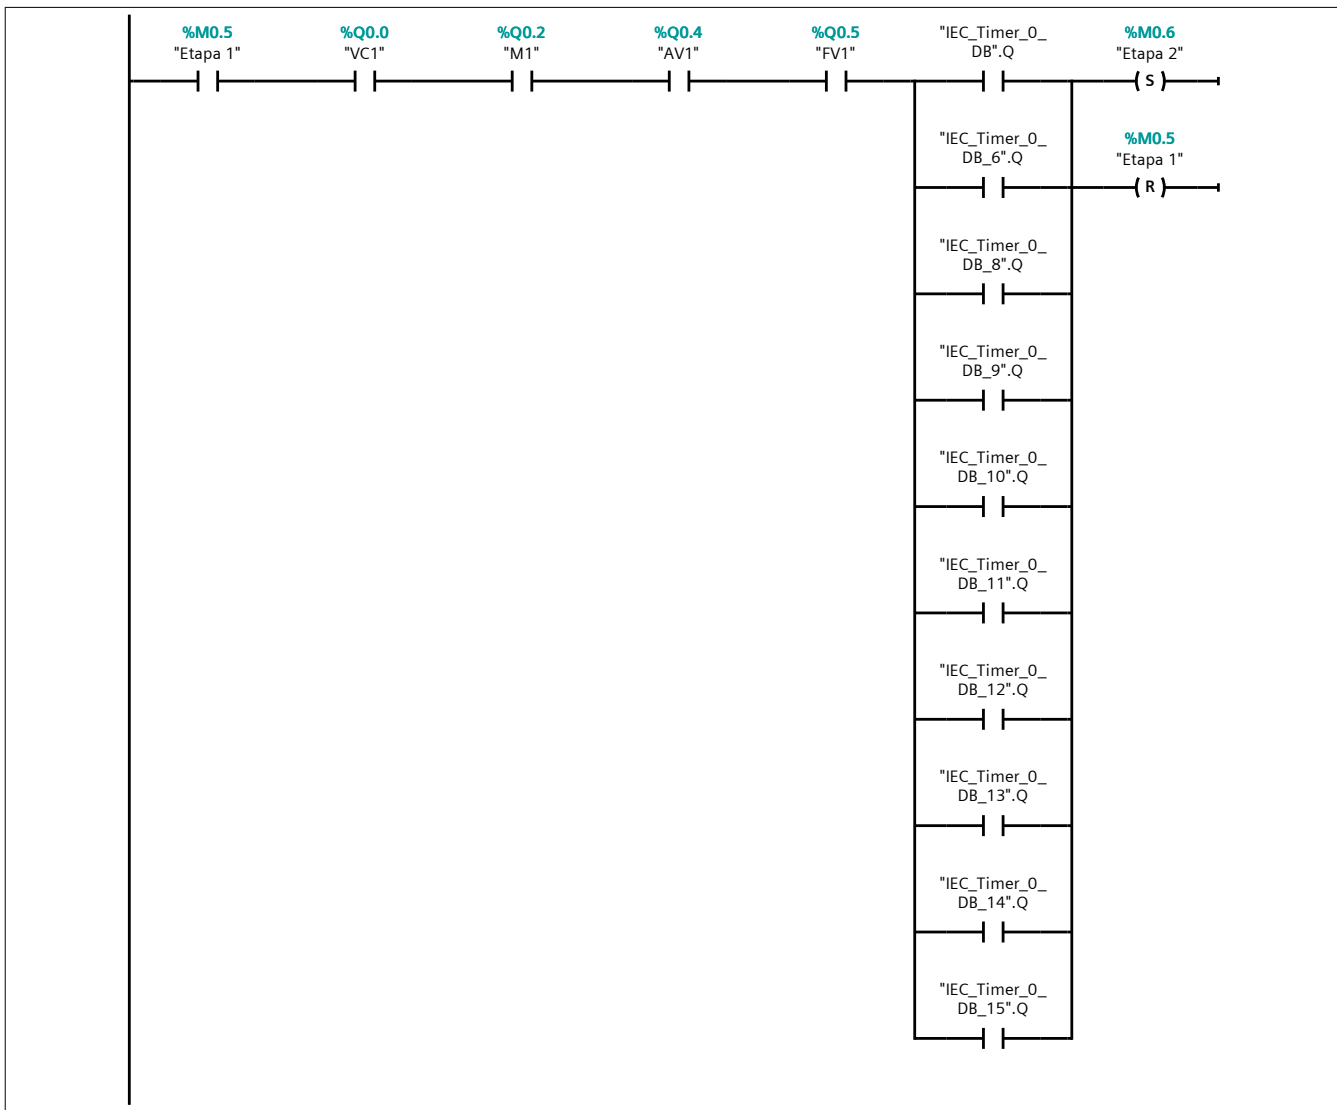 %M0.5
"Etapa 1"
%Q0.0
"VC1"
%Q0.2
"M1"
%Q0.4
"AV1"
%Q0.5
"FV1"
"IEC_Timer_0_
DB".Q
%M0.6
"Etapa 2"
S
"IEC_Timer_0_
DB_6".Q
%M0.5
"Etapa 1"
R
"IEC_Timer_0_
DB_8".Q
"IEC_Timer_0_
DB_9".Q
"IEC_Timer_0_
DB_10".Q
"IEC_Timer_0_
DB_11".Q
"IEC_Timer_0_
DB_12".Q
"IEC_Timer_0_
DB_13".Q
"IEC_Timer_0_
DB_14".Q
"IEC_Timer_0_
DB_15".Q